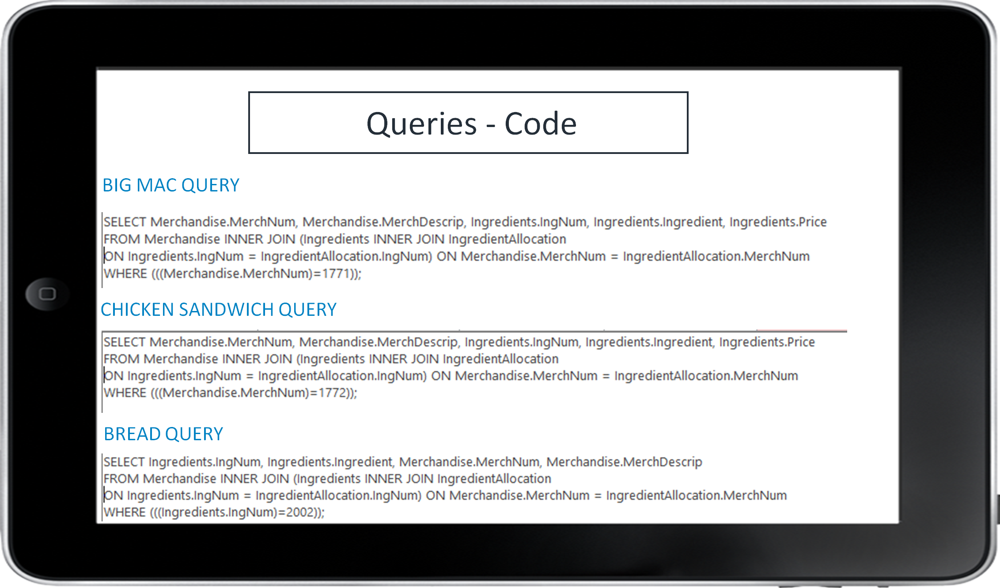 Queries - Code
BIG MAC QUERY
SELECT Merchandise.MerchNum, Merchandise.MerchDescrip, Ingredients.IngNum, Ingredients.Ingredient, Ingredients.Price
FROM Merchandise INNER JOIN (Ingredients INNER JOIN IngredientAllocation
ON Ingredients.IngNum = IngredientAllocation.IngNum) ON Merchandise.MerchNum = IngredientAllocation.MerchNum
WHERE (((Merchandise.MerchNum)=1771));
CHICKEN SANDWICH QUERY
SELECT Merchandise.MerchNum, Merchandise.MerchDescrip, Ingredients.IngNum, Ingredients.Ingredient, Ingredients.Price
FROM Merchandise INNER JOIN (Ingredients INNER JOIN IngredientAllocation
ON Ingredients.IngNum = IngredientAllocation.IngNum) ON Merchandise.MerchNum = IngredientAllocation.MerchNum
WHERE (((Merchandise.MerchNum)=1772));
BREAD QUERY
SELECT Ingredients.IngNum, Ingredients.Ingredient, Merchandise.MerchNum, Merchandise.MerchDescrip
FROM Merchandise INNER JOIN (Ingredients INNER JOIN IngredientAllocation
ON Ingredients.IngNum = IngredientAllocation.IngNum) ON Merchandise.MerchNum = IngredientAllocation.MerchNum
WHERE (((Ingredients.IngNum)=2002));